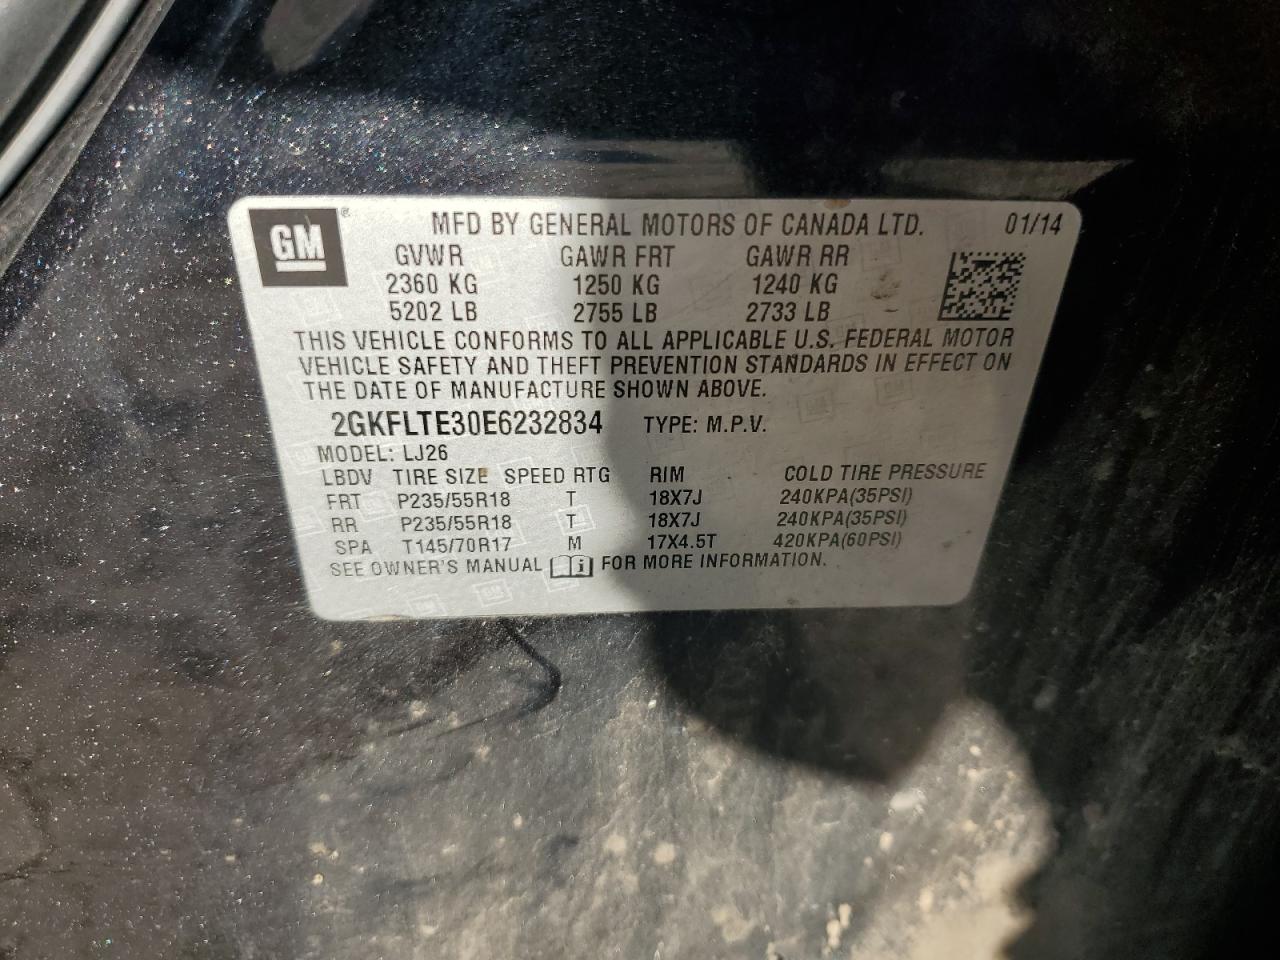 GM ® MFD BY GENERAL MOTORS OF CANADA LTD. 01/14
GVWR GAWR FRT GAWR RR
2360 KG 1250 KG 1240 KG
5202 LB 2755 LB 2733 LB
THIS VEHICLE CONFORMS TO ALL APPLICABLE U.S. FEDERAL MOTOR
VEHICLE SAFETY AND THEFT PREVENTION STANDARDS IN EFFECT ON
THE DATE OF MANUFACTURE SHOWN ABOVE.
2GKFLTE30E6232834 TYPE: M.P.V.
MODEL: LJ26
LBDV TIRE SIZE SPEED RTG RIM COLD TIRE PRESSURE
FRT P235/55R18 T 18X7J 240KPA(35PSI)
RR P235/55R18 T 18X7J 240KPA(35PSI)
SPA T145/70R17 M 17X4.5T 420KPA(60PSI)
SEE OWNER'S MANUAL i FOR MORE INFORMATION.